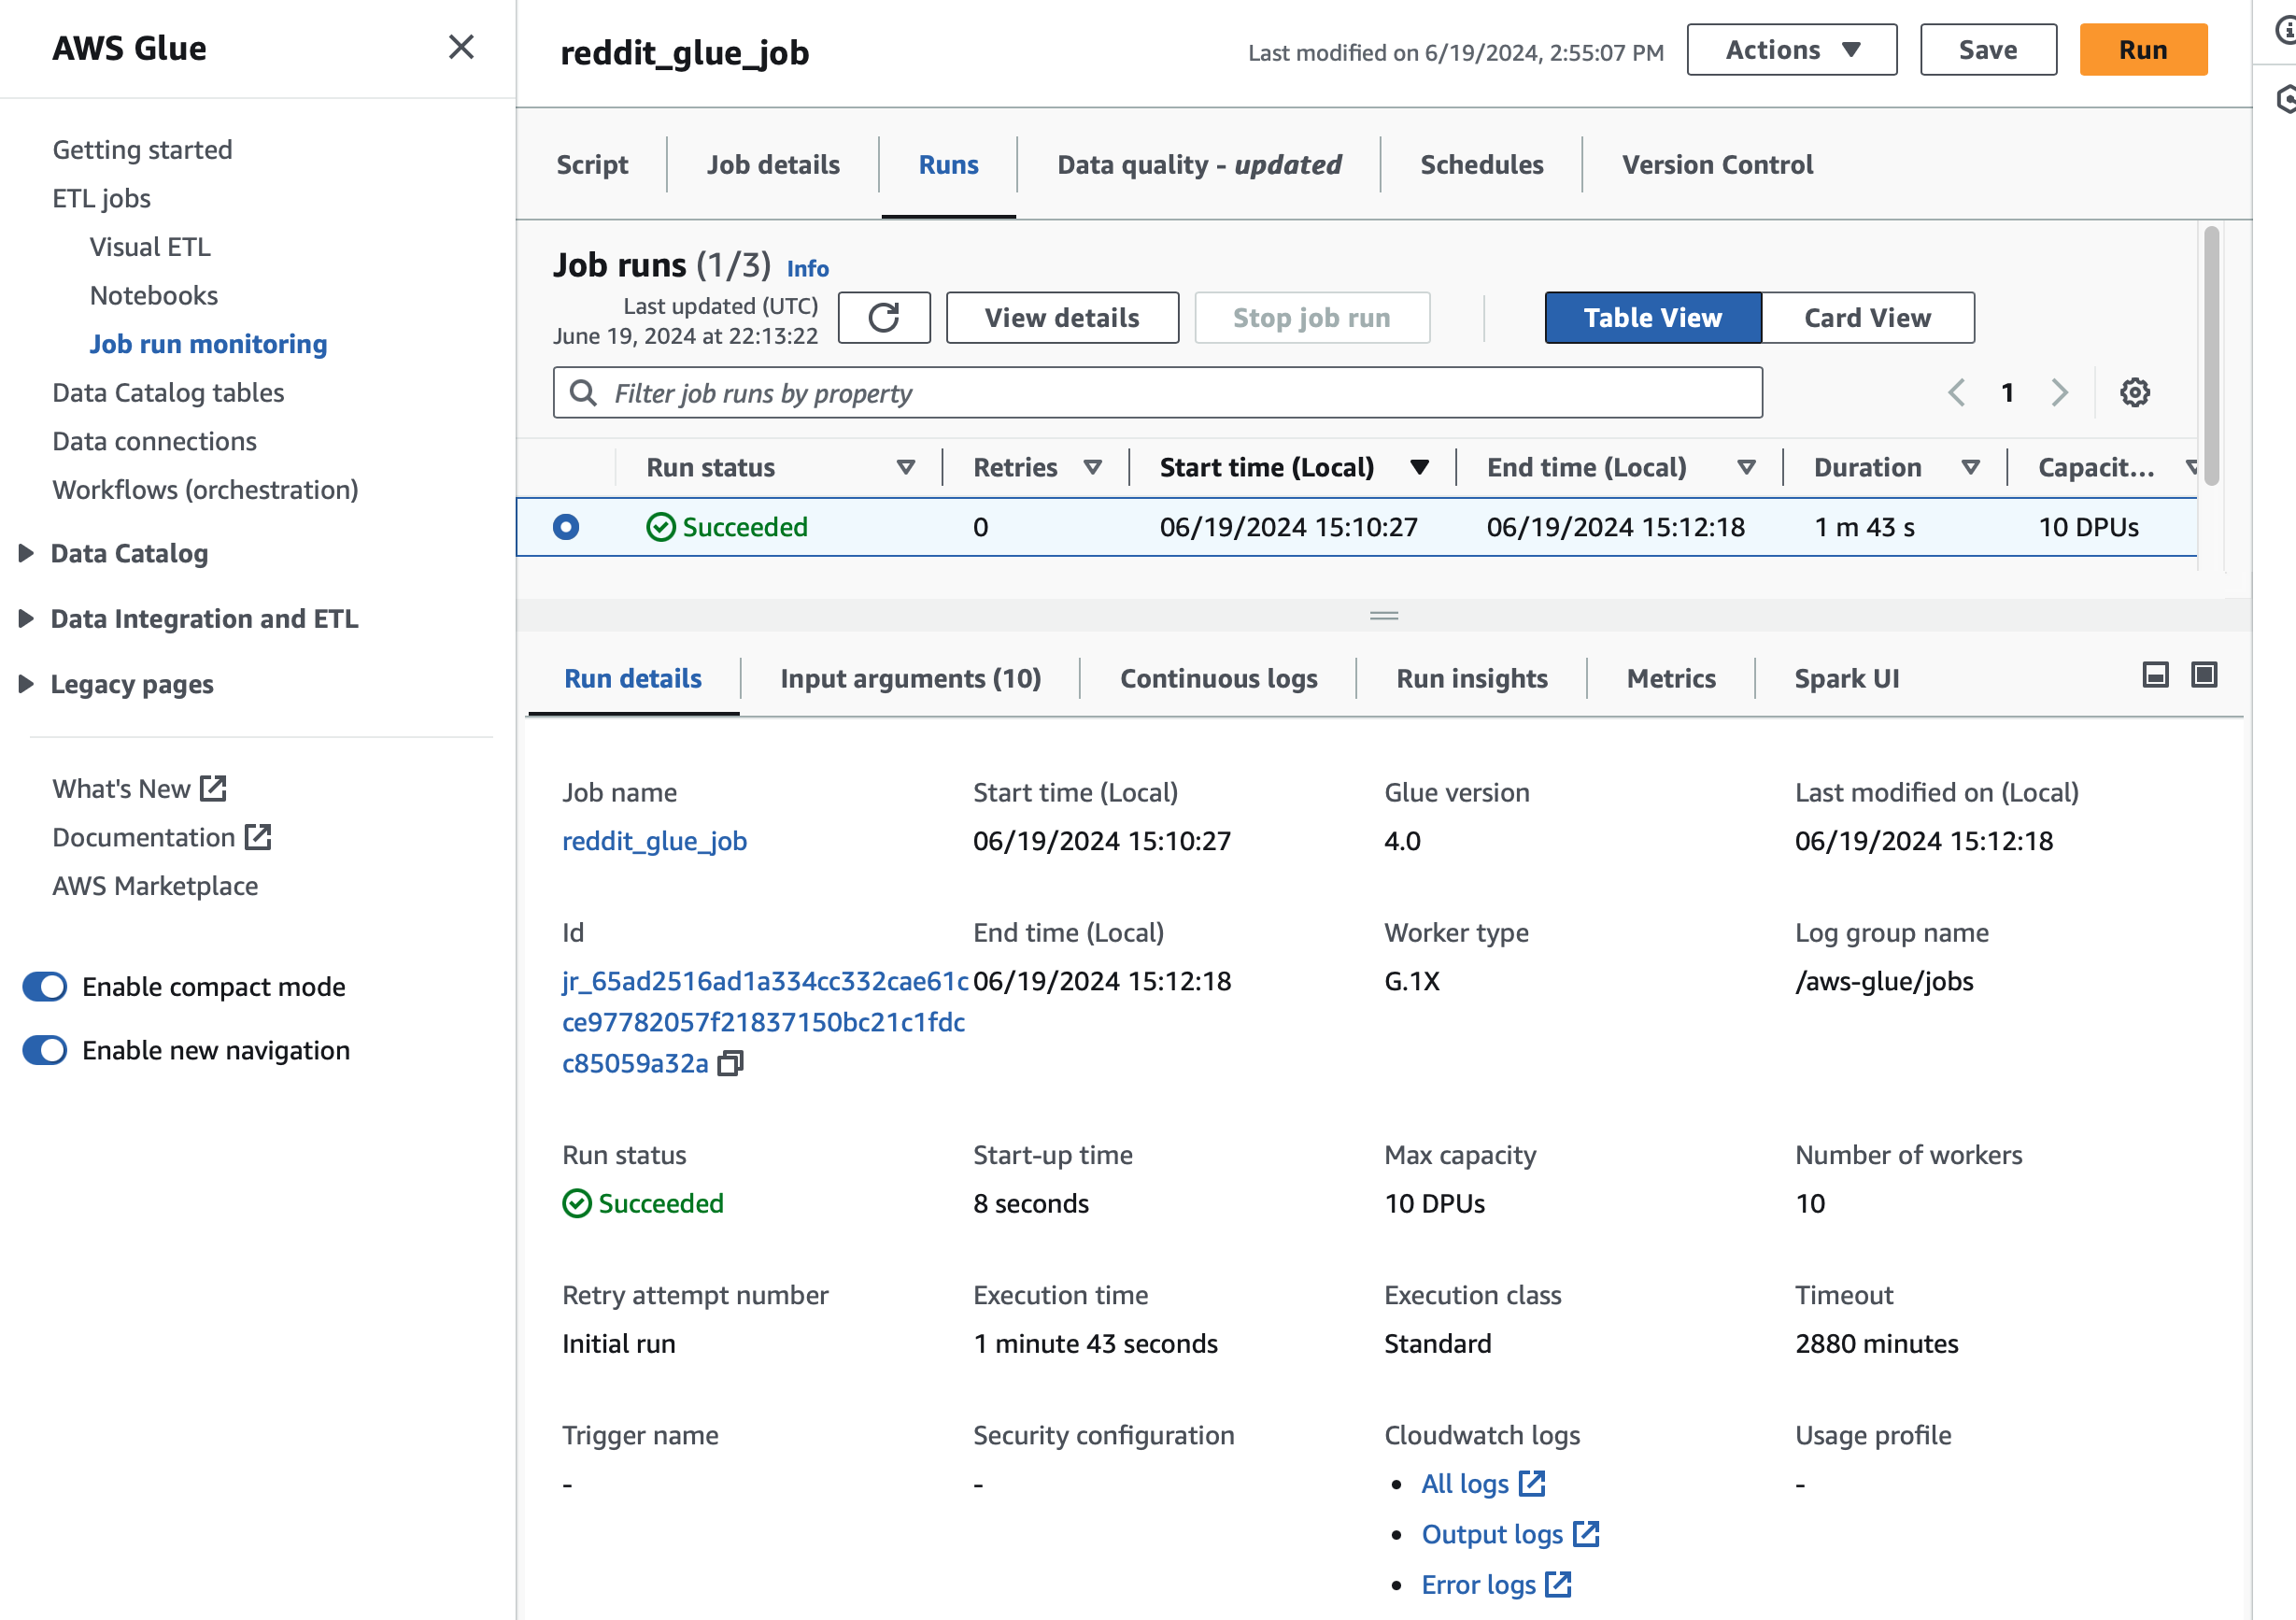 AWS Glue
Getting started
ETL jobs
Visual ETL
Notebooks
Job run monitoring
Data Catalog tables
Data connections
Workflows (orchestration)
Data Catalog
Data Integration and ETL
Legacy pages
What's New
Documentation
AWS Marketplace
Enable compact mode
Enable new navigation
reddit_glue_job
Last modified on 6/19/2024, 2:55:07 PM
Actions
Save
Run
Script
Job details
Runs
Data quality - updated
Schedules
Version Control
Job runs (1/3) Info
Last updated (UTC)
June 19, 2024 at 22:13:22
View details
Stop job run
Table View
Card View
Filter job runs by property
1
Run status
Retries
Start time (Local)
End time (Local)
Duration
Capacit...
Succeeded
0
06/19/2024 15:10:27
06/19/2024 15:12:18
1 m 43 s
10 DPUs
Run details
Input arguments (10)
Continuous logs
Run insights
Metrics
Spark UI
Job name
reddit_glue_job
Start time (Local)
06/19/2024 15:10:27
Glue version
4.0
Last modified on (Local)
06/19/2024 15:12:18
Id
jr_65ad2516ad1a334cc332cae61c
ce97782057f21837150bc21c1fdc
c85059a32a
End time (Local)
06/19/2024 15:12:18
Worker type
G.1X
Log group name
/aws-glue/jobs
Run status
Succeeded
Start-up time
8 seconds
Max capacity
10 DPUs
Number of workers
10
Retry attempt number
Initial run
Execution time
1 minute 43 seconds
Execution class
Standard
Timeout
2880 minutes
Trigger name
-
Security configuration
-
Cloudwatch logs
All logs
Output logs
Error logs
Usage profile
-